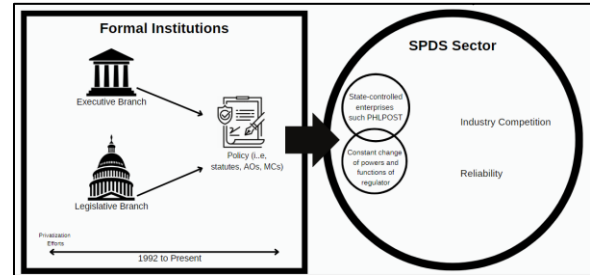 Formal Institutions
Executive Branch
Policy (i..e,
statutes, AOs, MCs)
Legislative Branch
Privatization
Efforts
1992 to Present
SPDS Sector
State-controlled
enterprises
such PHLPOST
Constant change
of powers and
functions of
regulator
Industry Competition
Reliability